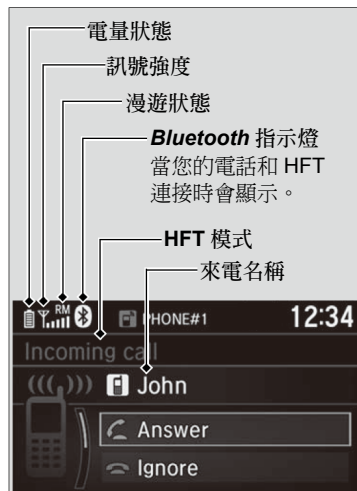 電量狀態
訊號強度
漫遊狀態
Bluetooth 指示燈
當您的電話和 HFT
連接時會顯示。
HFT 模式
來電名稱
RM PHONE#1 12:34
Incoming call
John
Answer
Ignore